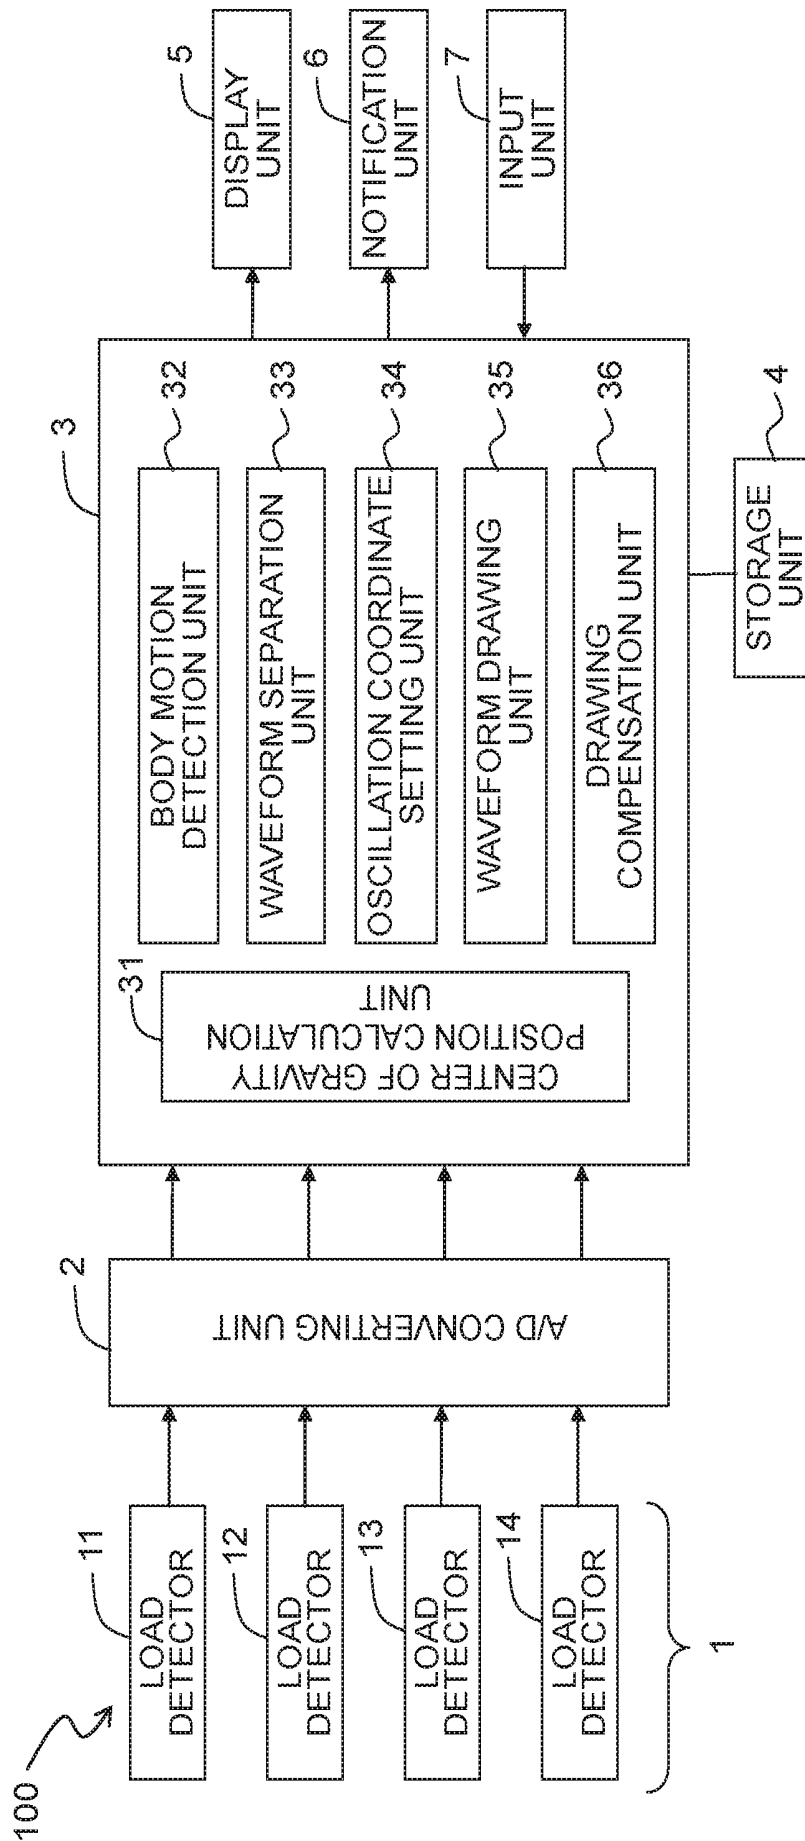 100
LOAD
DETECTOR
11
LOAD
DETECTOR
12
LOAD
DETECTOR
13
LOAD
DETECTOR
14
1
A/D CONVERTING UNIT
2
3
CENTER OF GRAVITY
POSITION CALCULATION
UNIT
31
BODY MOTION
DETECTION UNIT
32
WAVEFORM SEPARATION
UNIT
33
OSCILLATION COORDINATE
SETTING UNIT
34
WAVEFORM DRAWING
UNIT
35
DRAWING
COMPENSATION UNIT
36
STORAGE
UNIT
4
DISPLAY
UNIT
5
NOTIFICATION
UNIT
6
INPUT
UNIT
7